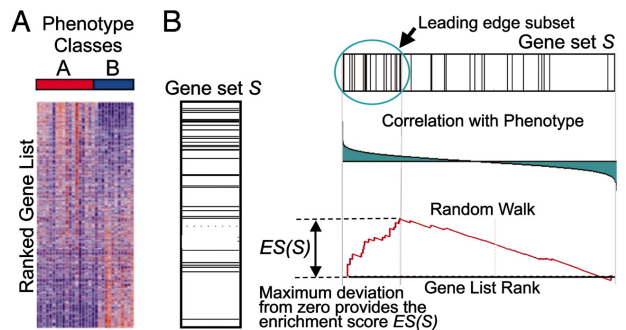 A
Phenotype
Classes
A B
Ranked Gene List
B
Gene set S
Leading edge subset
Gene set S
Correlation with Phenotype
Random Walk
ES(S)
Gene List Rank
Maximum deviation
from zero provides the
enrichment score ES(S)